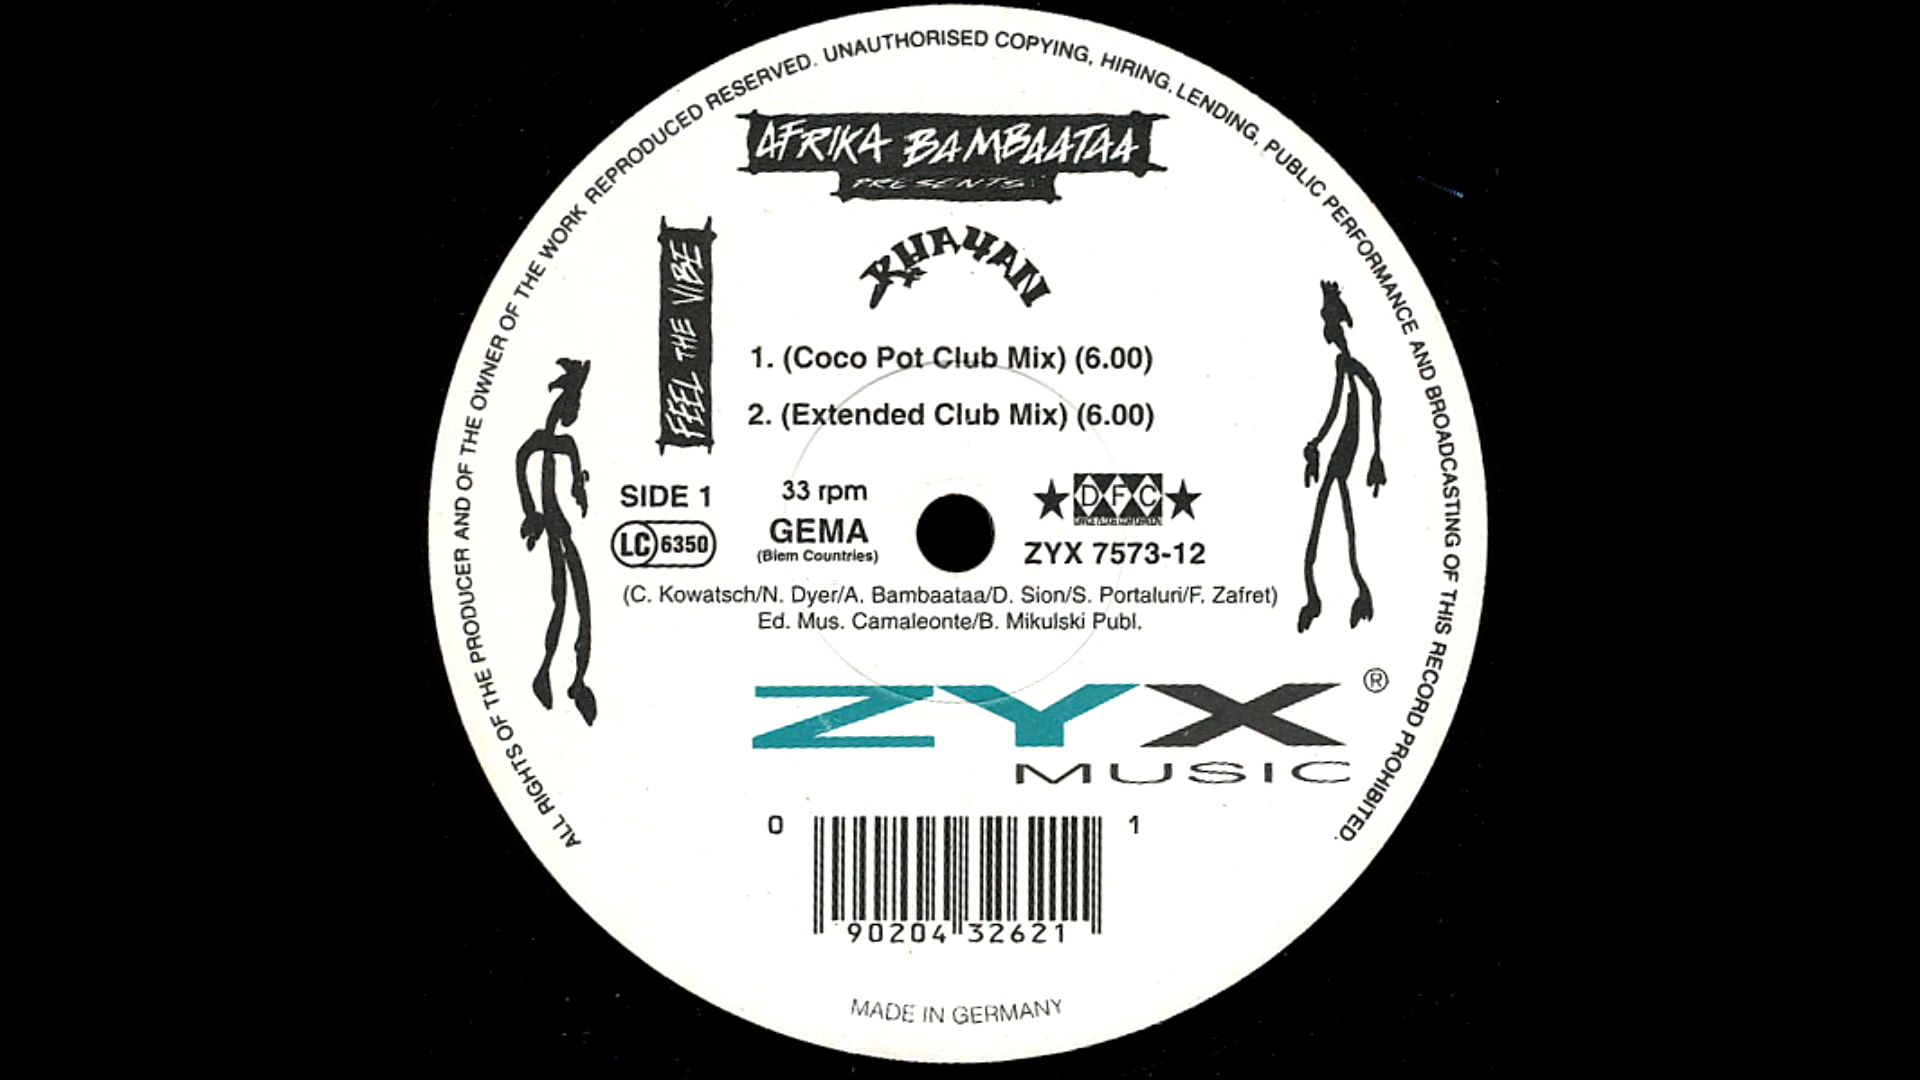 ALL RIGHTS OF THE PRODUCER AND OF THE OWNER OF THE WORK REPRODUCED RESERVED. UNAUTHORISED COPYING, HIRING, LENDING, PUBLIC PERFORMANCE AND BROADCASTING OF THIS RECORD PROHIBITED.
AFRIKA BAMBAATAA
PRESENTS:
KHAYAN
FEEL THE VIBE
1. (Coco Pot Club Mix) (6.00)
2. (Extended Club Mix) (6.00)
SIDE 1
LC 6350
33 rpm
GEMA
(Biem Countries)
DFC
ZYX 7573-12
(C. Kowatsch/N. Dyer/A. Bambaataa/D. Sion/S. Portaluri/F. Zafret)
Ed. Mus. Camaleonte/B. Mikulski Publ.
ZYX ®
MUSIC
0 90204 32621 1
MADE IN GERMANY